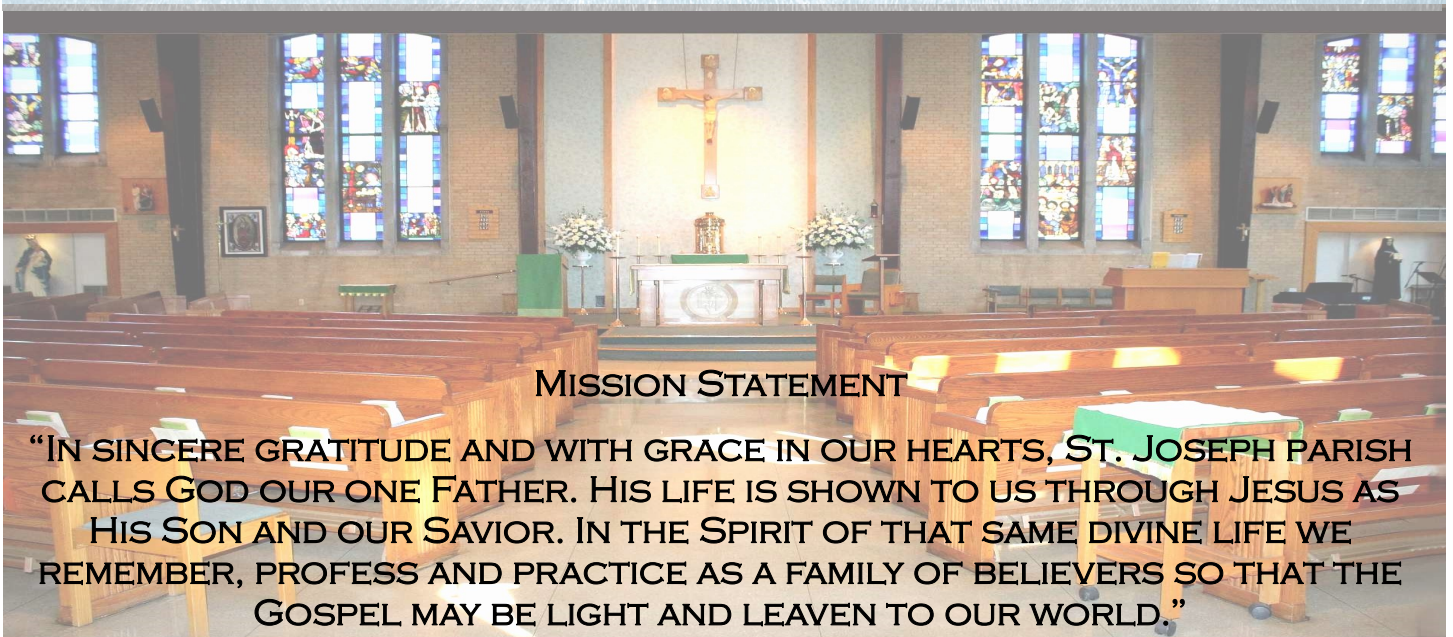 Mission Statement
“In sincere gratitude and with grace in our hearts, St. Joseph parish
calls God our one Father. His life is shown to us through Jesus as
His Son and our Savior. In the Spirit of that same divine life we
remember, profess and practice as a family of believers so that the
Gospel may be light and leaven to our world.”